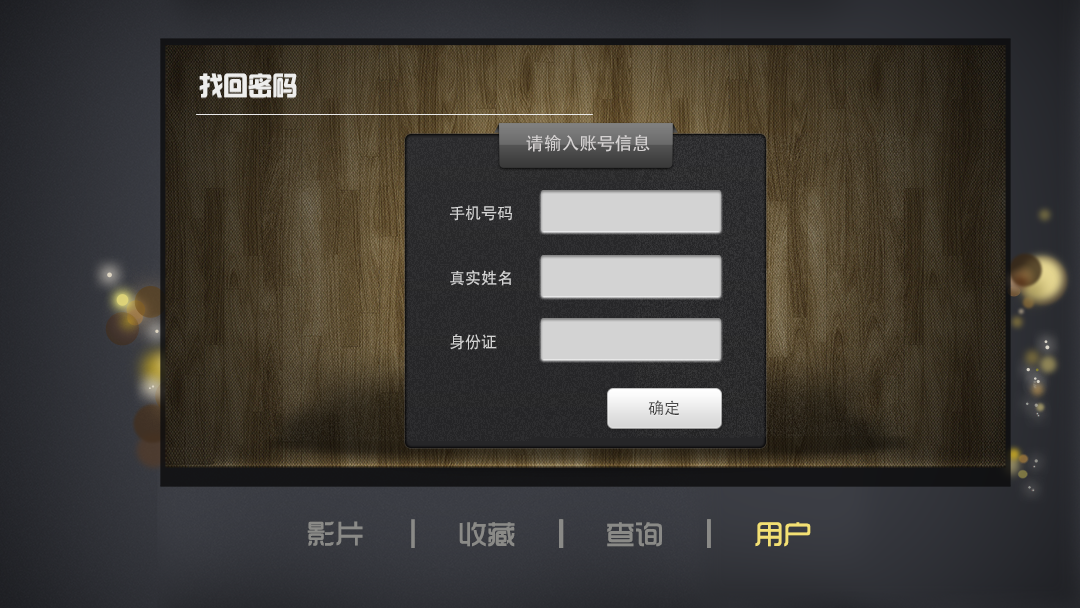 找回密码
请输入账号信息
手机号码
真实姓名
身份证
确定
影片 | 收藏 | 查询 | 用户